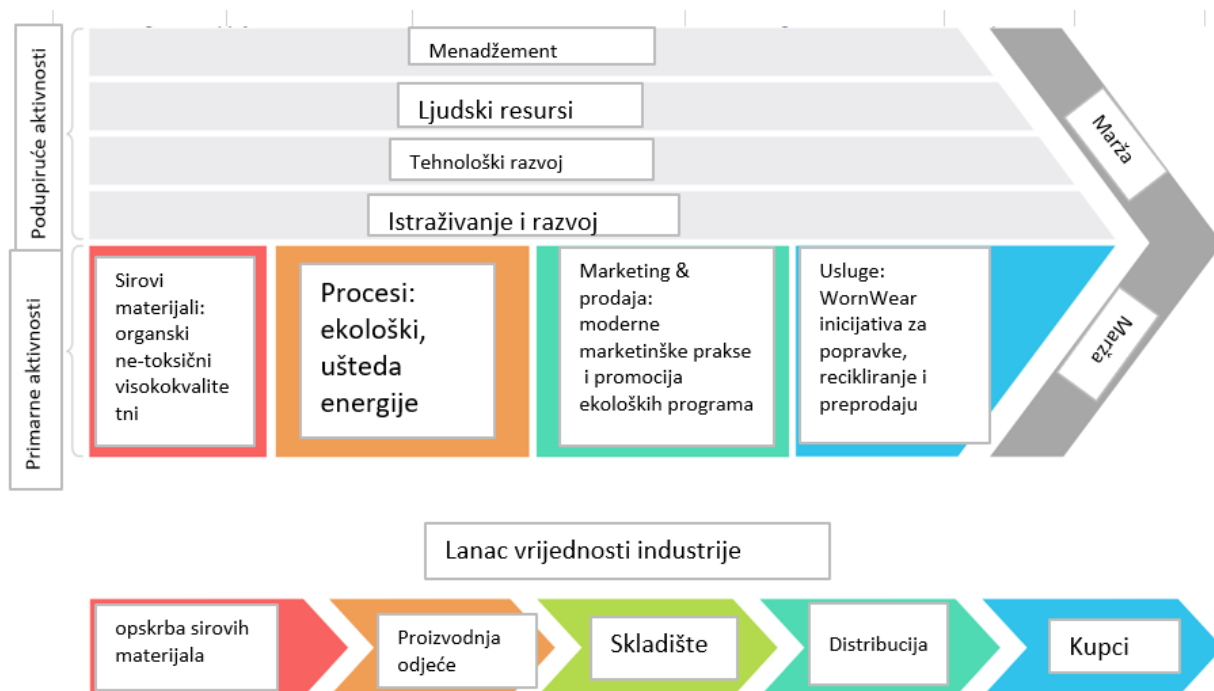 Podupiruće aktivnosti
Menadžement
Ljudski resursi
Tehnološki razvoj
Istraživanje i razvoj
Marža
Marža
Primarne aktivnosti
Sirovi
materijali:
organski
ne-toksični
visokokvalite
tni
Procesi:
ekološki,
ušteda
energije
Marketing &
prodaja:
moderne
marketinške prakse
i promocija
ekoloških programa
Usluge:
WornWear
inicijativa za
popravke,
recikliranje i
preprodaju
Lanac vrijednosti industrije
opskrba sirovih
materijala
Proizvodnja
odjeće
Skladište
Distribucija
Kupci